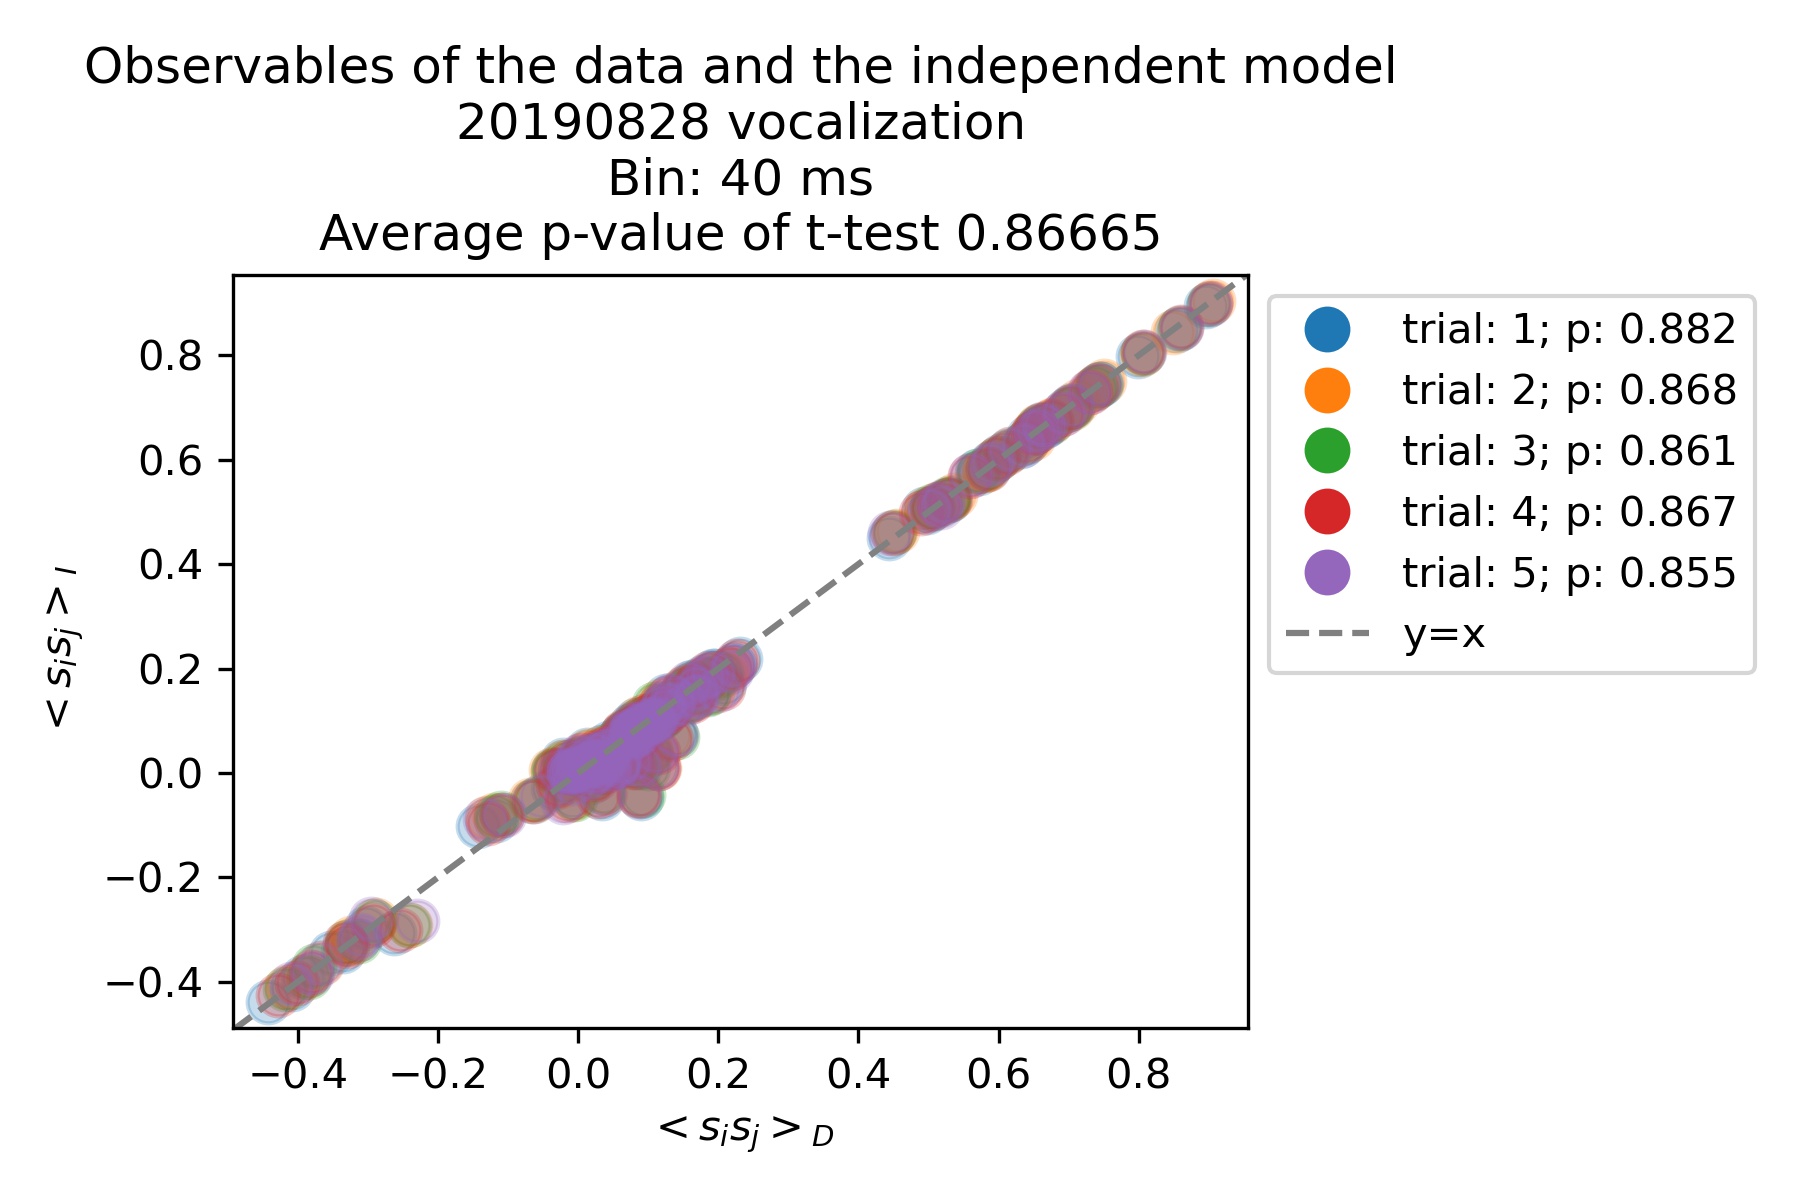 Observables of the data and the independent model
20190828 vocalization
Bin: 40 ms
Average p-value of t-test 0.86665
0.8
0.6
0.4
0.2
0.0
−0.2
−0.4
< s_i s_j >_I
−0.4 −0.2 0.0 0.2 0.4 0.6 0.8
< s_i s_j >_D
trial: 1; p: 0.882
trial: 2; p: 0.868
trial: 3; p: 0.861
trial: 4; p: 0.867
trial: 5; p: 0.855
y=x